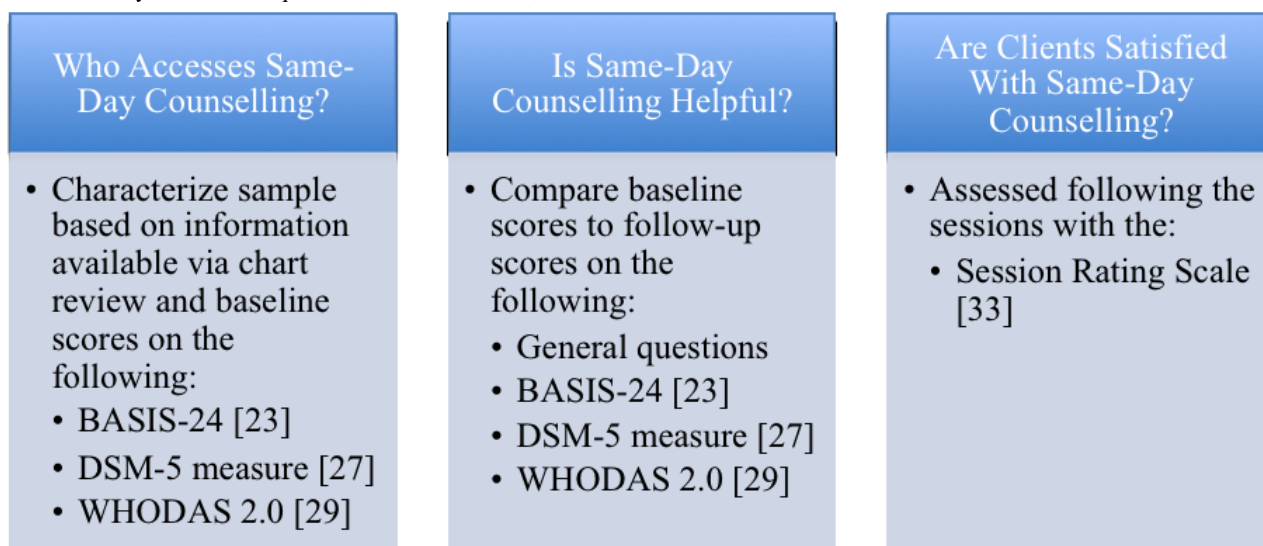 Who Accesses Same-
Day Counselling?
• Characterize sample
based on information
available via chart
review and baseline
scores on the
following:
• BASIS-24 [23]
• DSM-5 measure [27]
• WHODAS 2.0 [29]
Is Same-Day
Counselling Helpful?
• Compare baseline
scores to follow-up
scores on the
following:
• General questions
• BASIS-24 [23]
• DSM-5 measure [27]
• WHODAS 2.0 [29]
Are Clients Satisfied
With Same-Day
Counselling?
• Assessed following the
sessions with the:
• Session Rating Scale
[33]